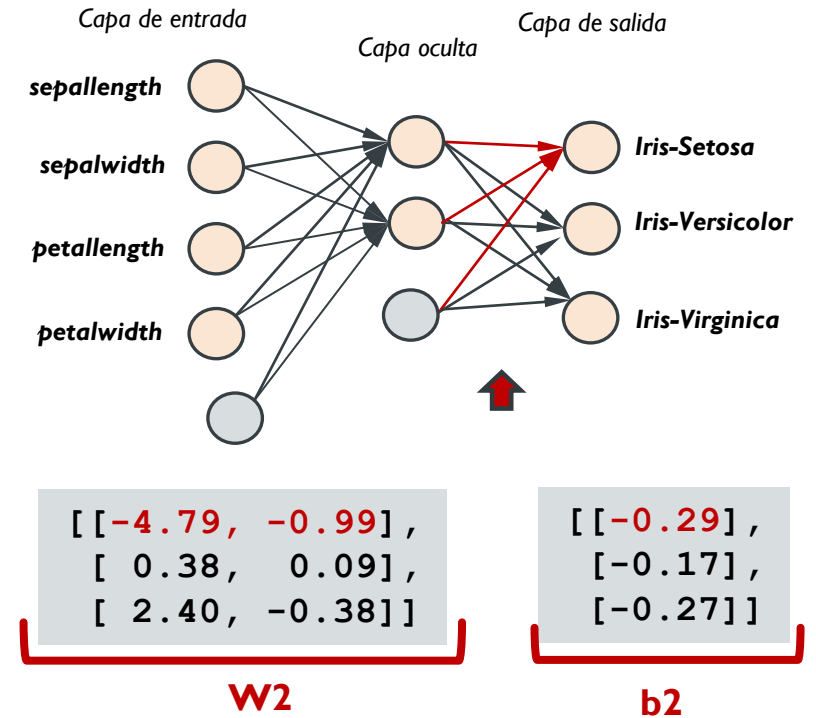 Capa de entrada
Capa oculta
Capa de salida
sepallength
sepalwidth
petallength
petalwidth
Iris-Setosa
Iris-Versicolor
Iris-Virginica
[[-4.79, -0.99],
[ 0.38, 0.09],
[ 2.40, -0.38]]
W2
[[-0.29],
[-0.17],
[-0.27]]
b2